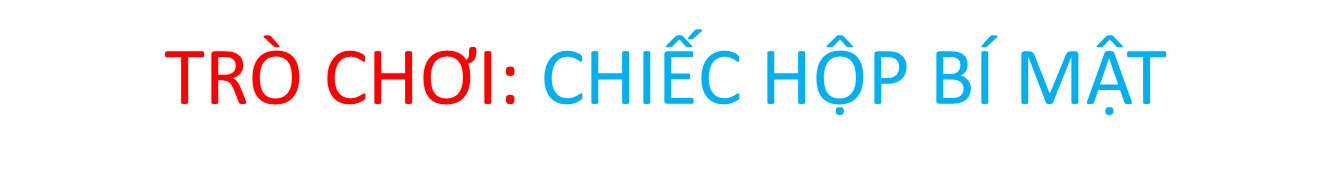 TRÒ CHƠI: CHIẾC HỘP BÍ MẬT